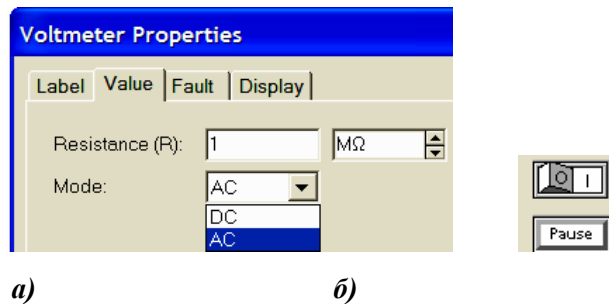 Voltmeter Properties
Label Value Fault Display
Resistance (R): 1 MΩ
Mode: AC
DC
AC
O I
Pause
а) б)